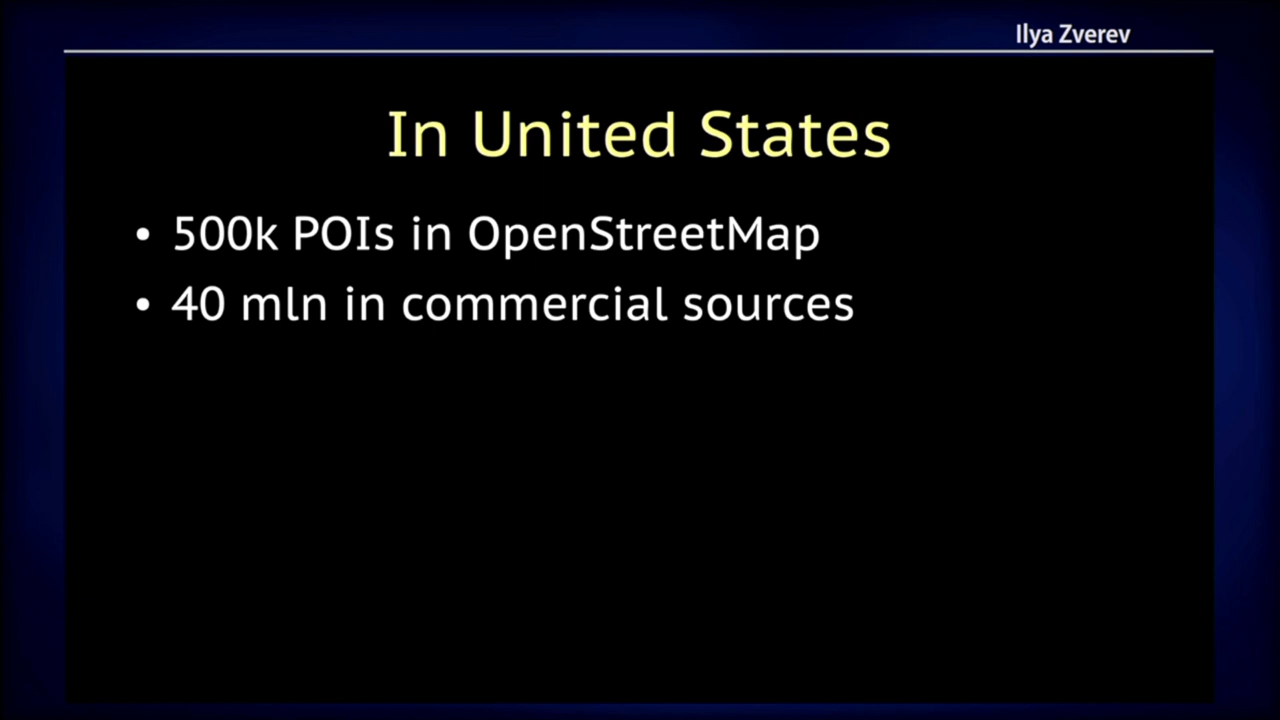 Ilya Zverev
In United States
• 500k POIs in OpenStreetMap
• 40 mln in commercial sources